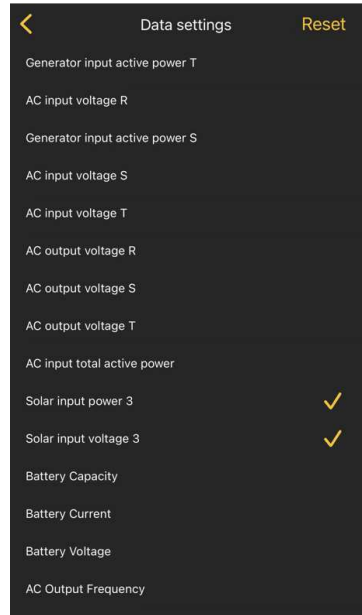 Data settings Reset
Generator input active power T
AC input voltage R
Generator input active power S
AC input voltage S
AC input voltage T
AC output voltage R
AC output voltage S
AC output voltage T
AC input total active power
Solar input power 3
Solar input voltage 3
Battery Capacity
Battery Current
Battery Voltage
AC Output Frequency